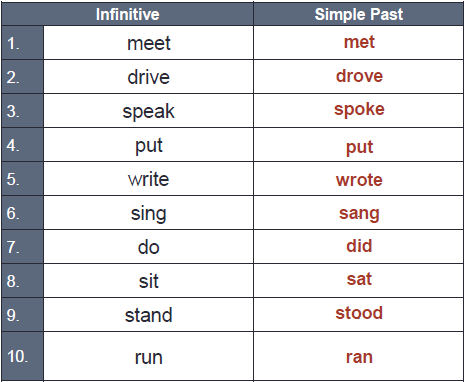 Infinitive Simple Past
1. meet met
2. drive drove
3. speak spoke
4. put put
5. write wrote
6. sing sang
7. do did
8. sit sat
9. stand stood
10. run ran